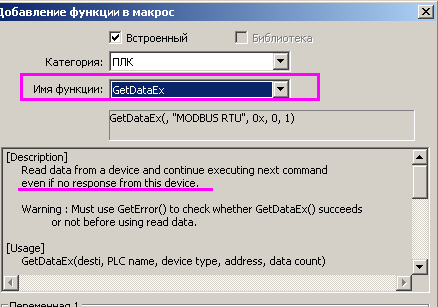 Добавление функции в макрос
Встроенный
Библиотека
Категория:
ПЛК
Имя функции:
GetDataEx
GetDataEx(, "MODBUS RTU", 0x, 0, 1)
[Description]
Read data from a device and continue executing next command
even if no response from this device.
Warning : Must use GetError() to check whether GetDataEx() succeeds
or not before using read data.
[Usage]
GetDataEx(desti, PLC name, device type, address, data count)
Переменная 1